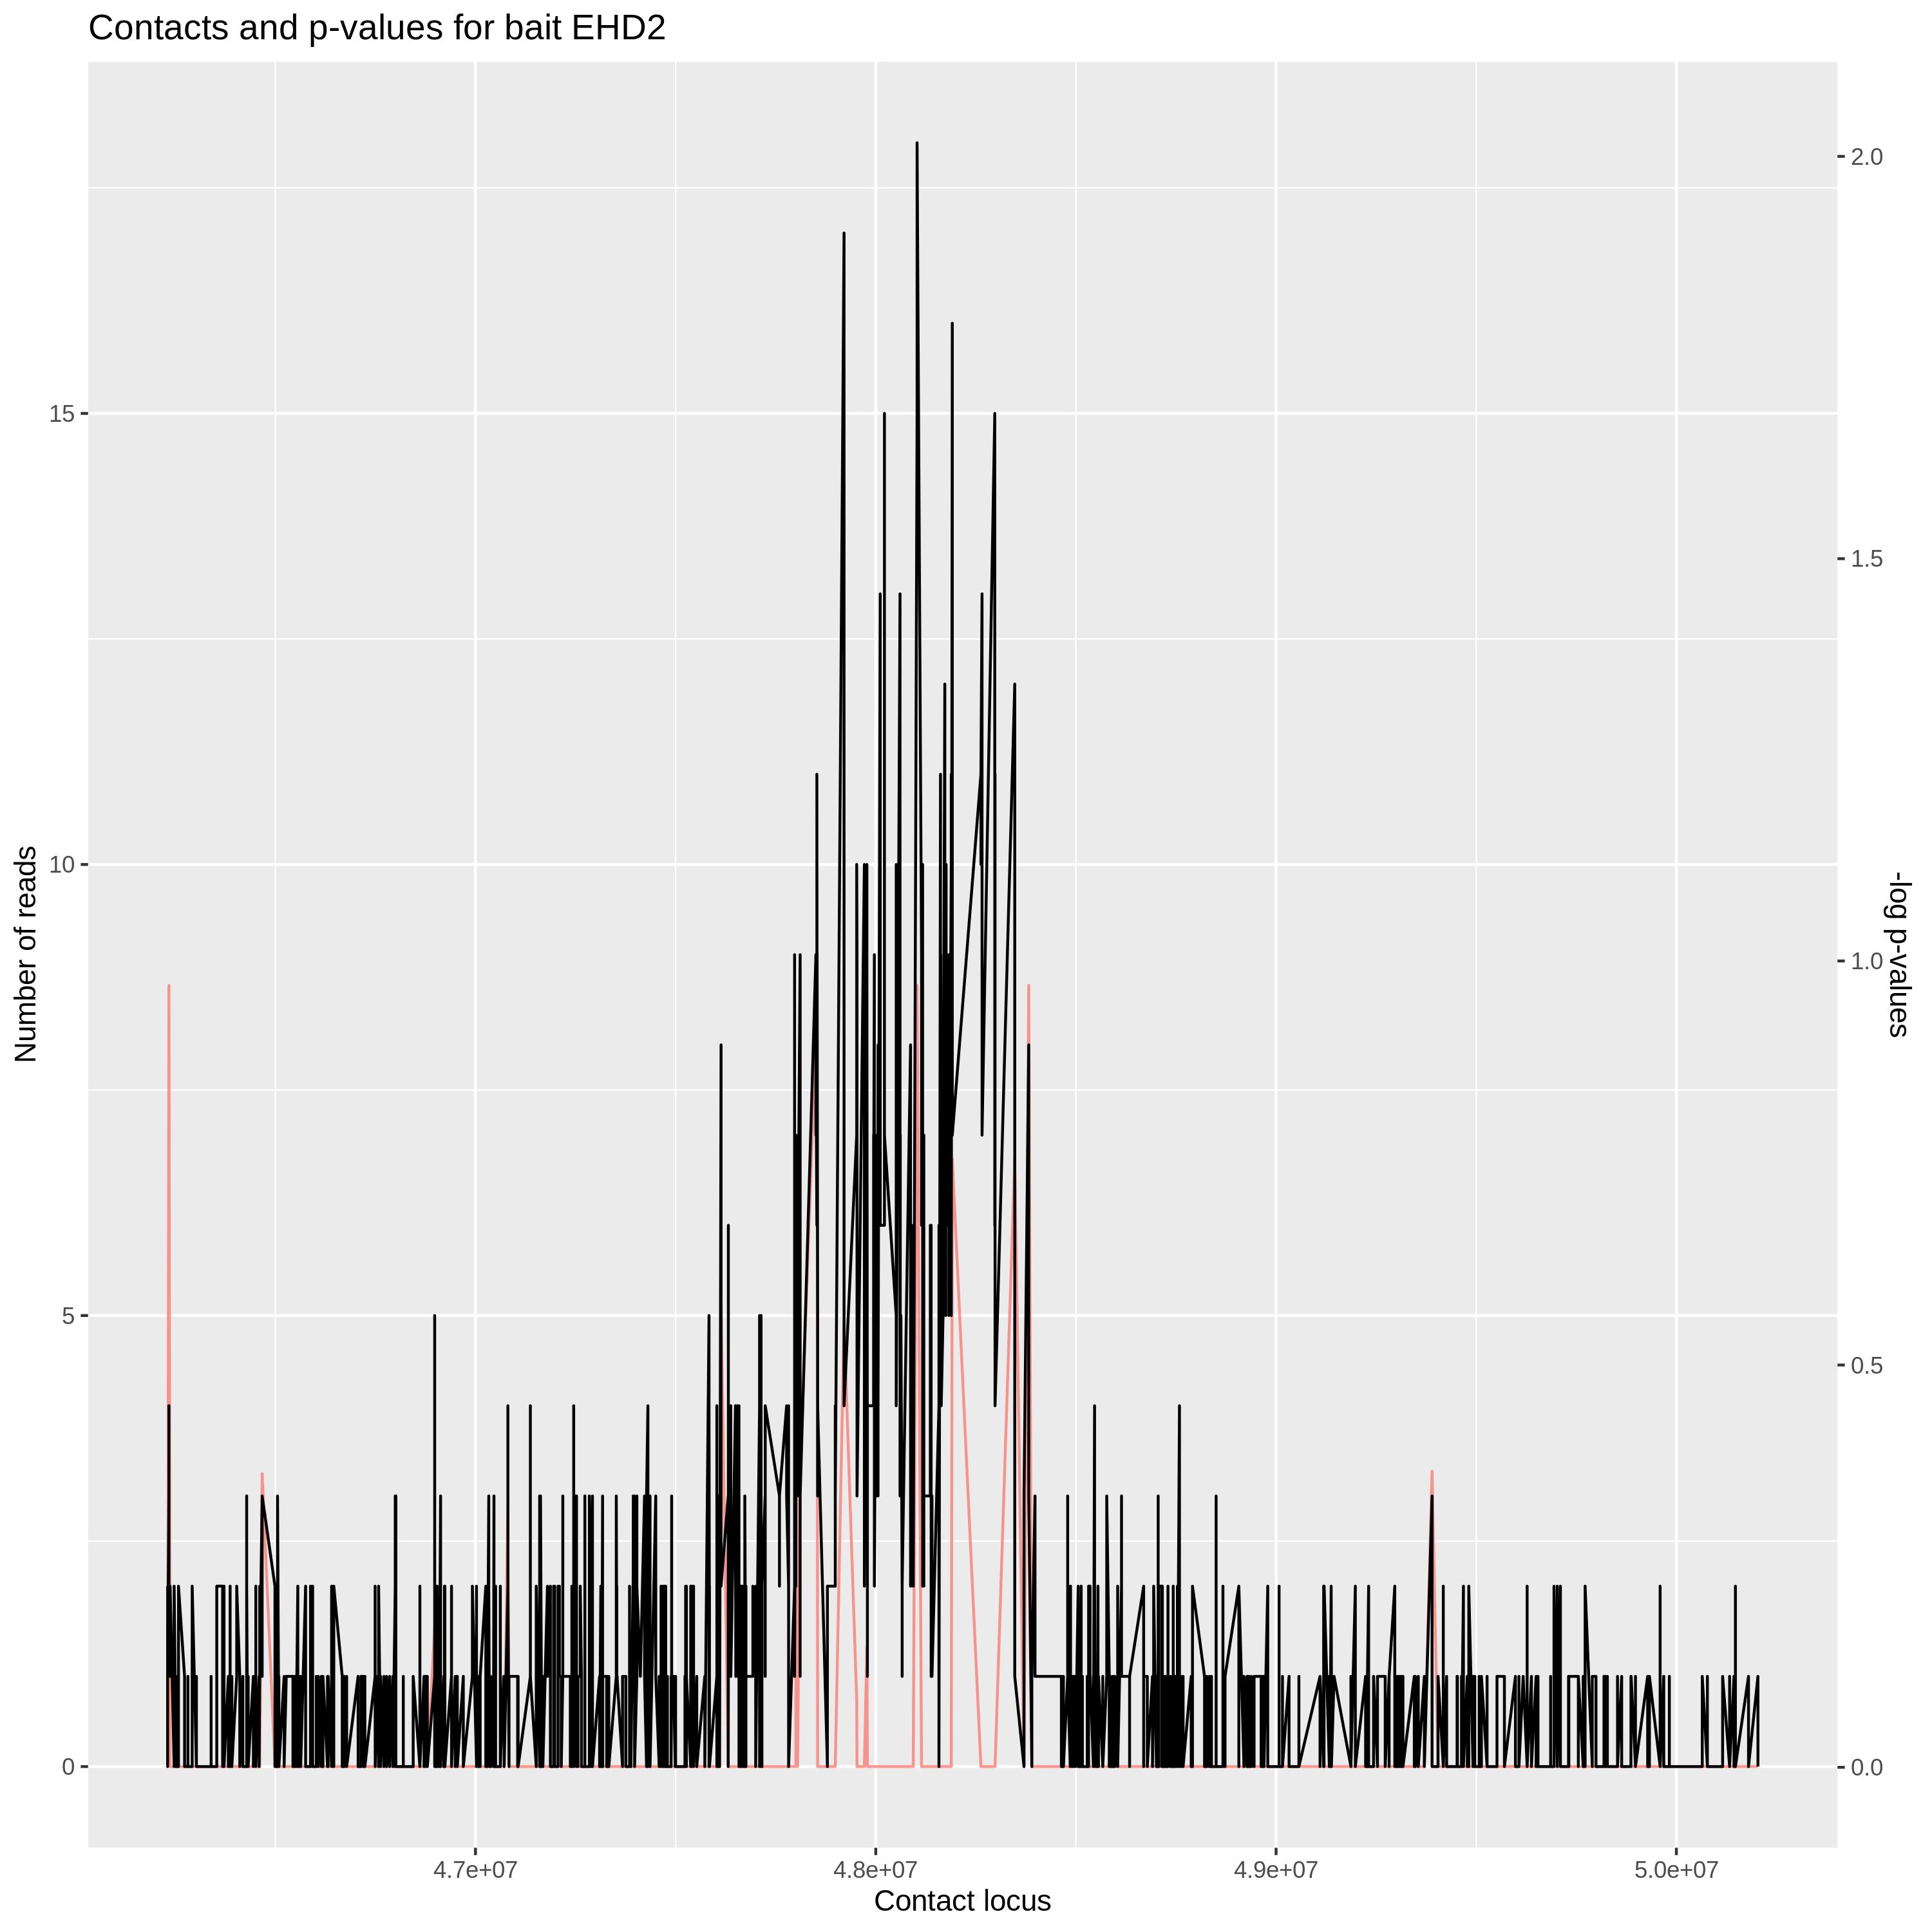 Contacts and p-values for bait EHD2
Number of reads
15
10
5
0
2.0
1.5
1.0
0.5
0.0
-log p-values
4.7e+07
4.8e+07
4.9e+07
5.0e+07
Contact locus